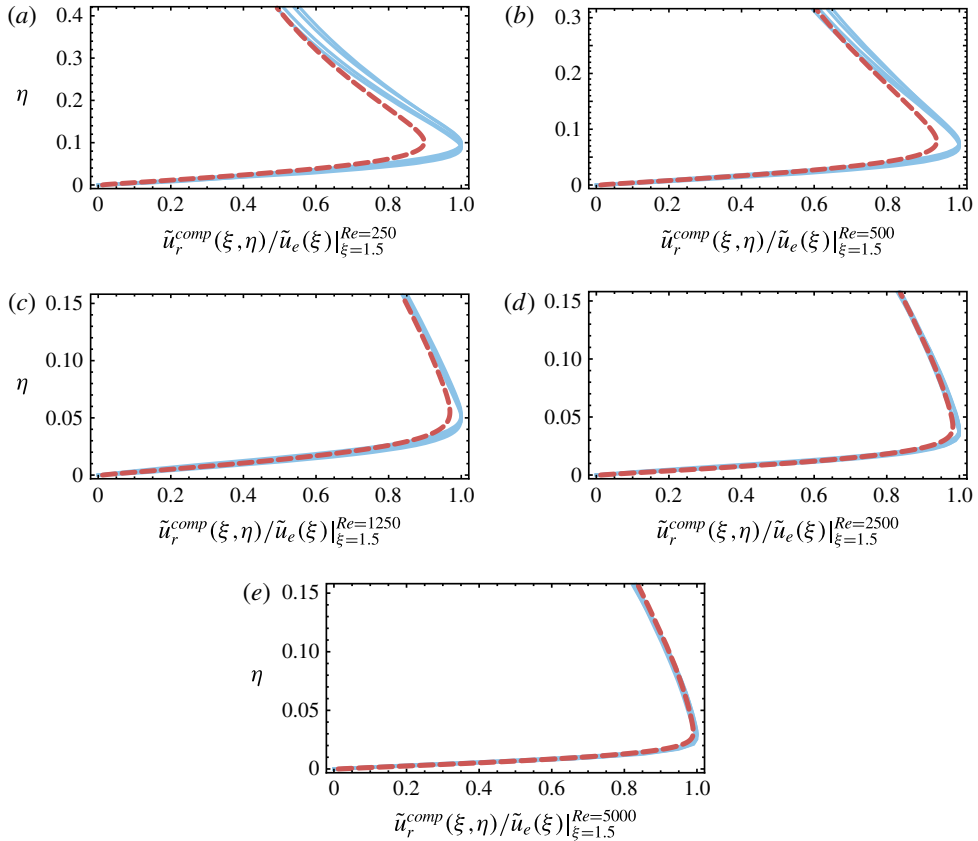 (a)
0.4
0.3
η 0.2
0.1
0
0 0.2 0.4 0.6 0.8 1.0
ũ_r^{comp}(ξ,η)/ũ_e(ξ)|_{ξ=1.5}^{Re=250}
(b)
0.3
0.2
0.1
0
0 0.2 0.4 0.6 0.8 1.0
ũ_r^{comp}(ξ,η)/ũ_e(ξ)|_{ξ=1.5}^{Re=500}
(c)
0.15
0.10
η
0.05
0
0 0.2 0.4 0.6 0.8 1.0
ũ_r^{comp}(ξ,η)/ũ_e(ξ)|_{ξ=1.5}^{Re=1250}
(d)
0.15
0.10
0.05
0
0 0.2 0.4 0.6 0.8 1.0
ũ_r^{comp}(ξ,η)/ũ_e(ξ)|_{ξ=1.5}^{Re=2500}
(e)
0.15
0.10
η
0.05
0
0 0.2 0.4 0.6 0.8 1.0
ũ_r^{comp}(ξ,η)/ũ_e(ξ)|_{ξ=1.5}^{Re=5000}